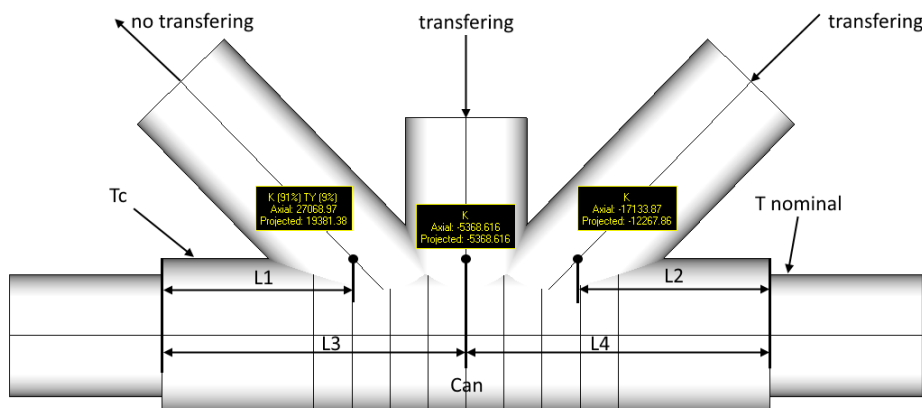 no transfering
transfering
transfering
K (91%) TY (9%)
Axial: 27068.97
Projected: 19381.38
K
Axial: -5368.616
Projected: -5368.616
K
Axial: -17133.87
Projected: -12267.86
Tc
T nominal
L1
L2
L3
L4
Can